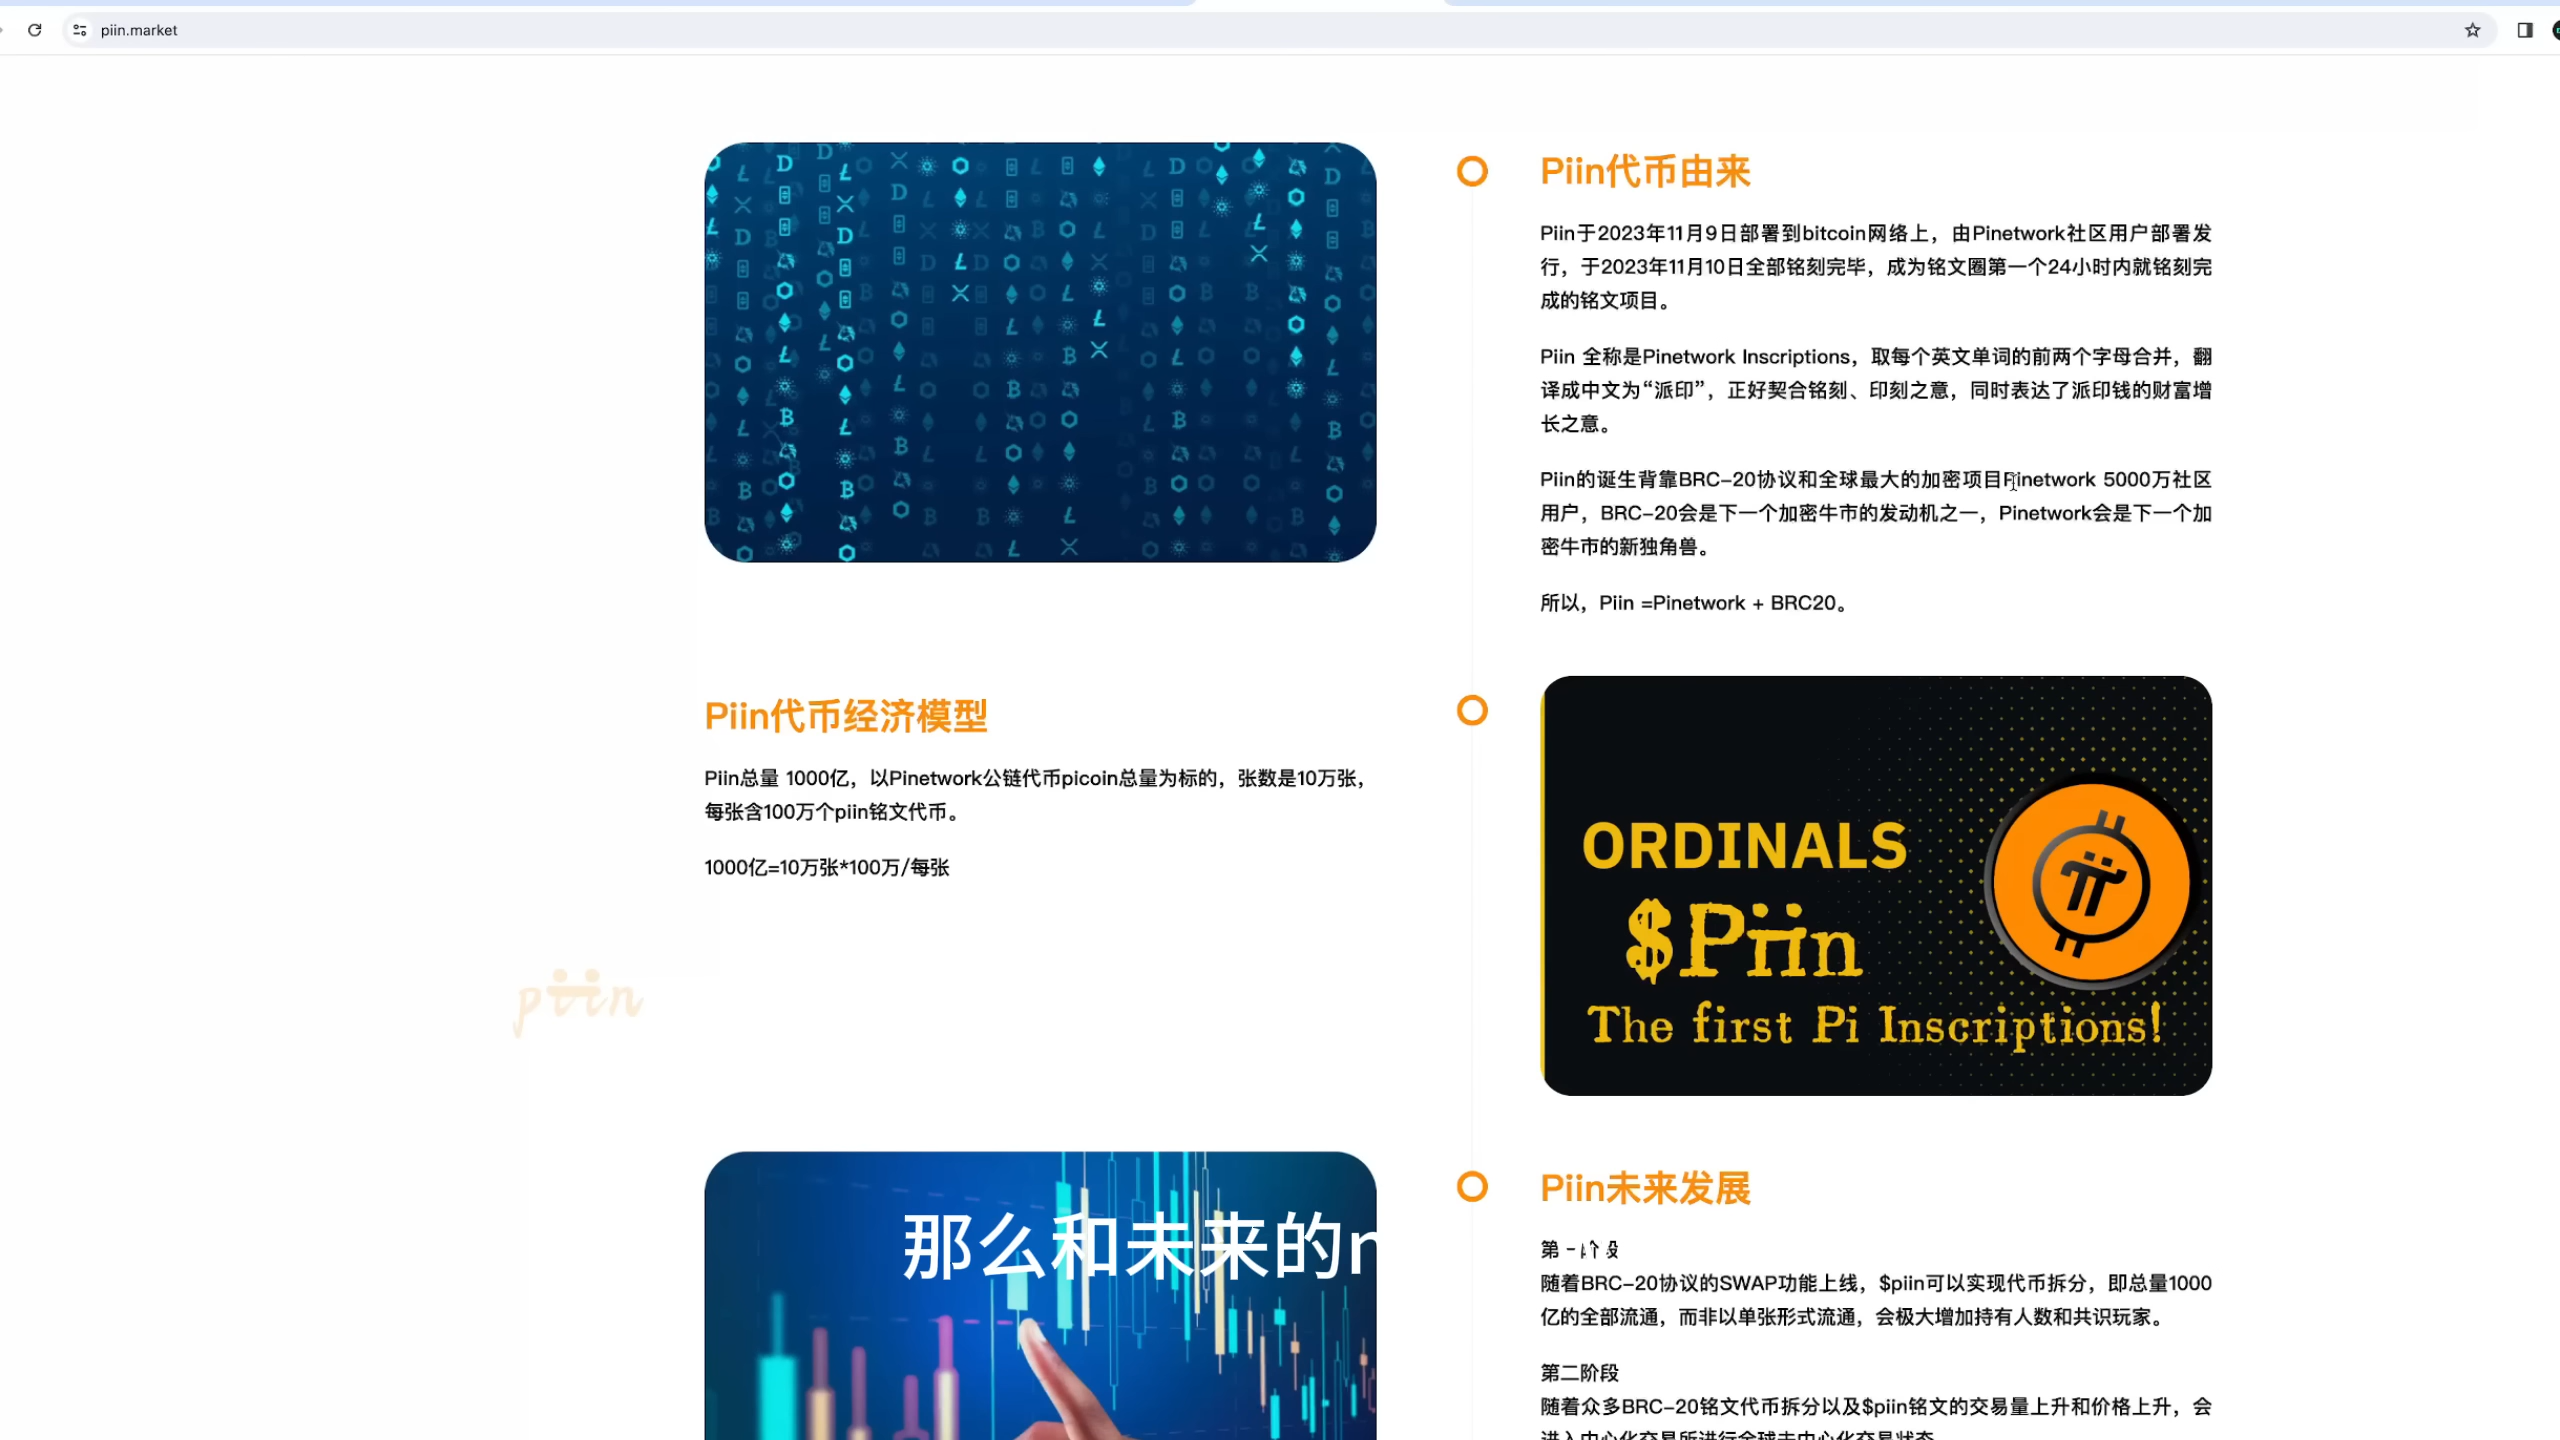 piin.market
Piin代币由来
Piin于2023年11月9日部署到bitcoin网络上，由Pinetwork社区用户部署发
行，于2023年11月10日全部铭刻完毕，成为铭文圈第一个24小时内就铭刻完
成的铭文项目。
Piin 全称是Pinetwork Inscriptions，取每个英文单词的前两个字母合并，翻
译成中文为“派印”，正好契合铭刻、印刻之意，同时表达了派印钱的财富增
长之意。
Piin的诞生背靠BRC-20协议和全球最大的加密项目Pinetwork 5000万社区
用户，BRC-20会是下一个加密牛市的发动机之一，Pinetwork会是下一个加
密牛市的新独角兽。
所以，Piin =Pinetwork + BRC20。
Piin代币经济模型
Piin总量 1000亿，以Pinetwork公链代币picoin总量为标的，张数是10万张，
每张含100万个piin铭文代币。
1000亿=10万张*100万/每张
piin
ORDINALS
$Piin
The first Pi Inscriptions!
那么和未来的
Piin未来发展
第一阶段
随着BRC-20协议的SWAP功能上线，$piin可以实现代币拆分，即总量1000
亿的全部流通，而非以单张形式流通，会极大增加持有人数和共识玩家。
第二阶段
随着众多BRC-20铭文代币拆分以及$piin铭文的交易量上升和价格上升，会
进入中心化交易所进行全球去中心化交易状态